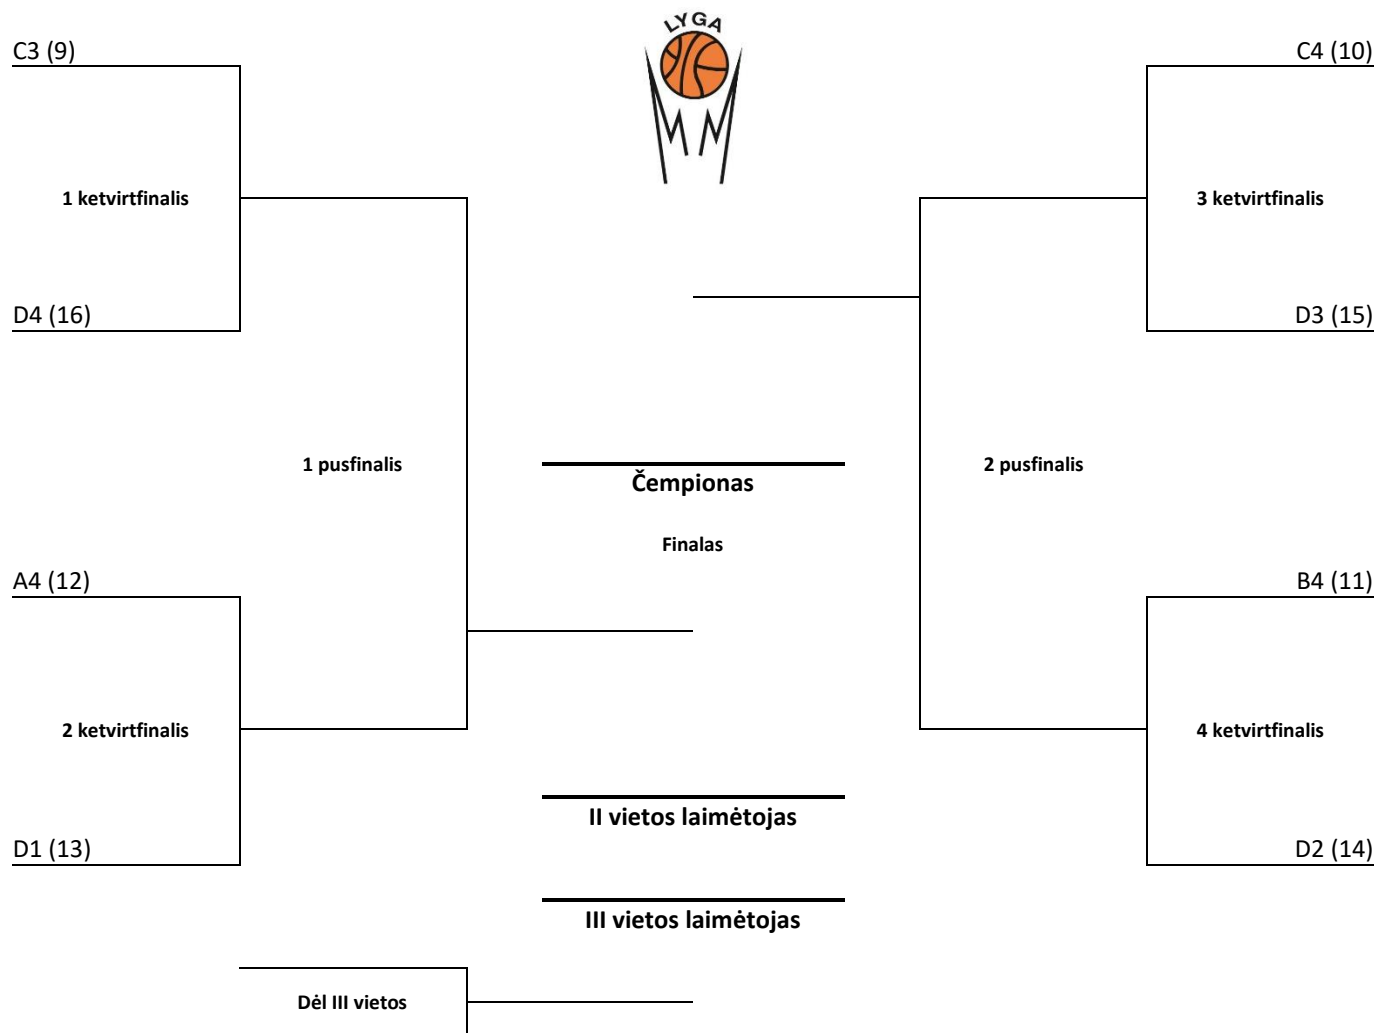 LYGA
C3 (9)
C4 (10)
1 ketvirtfinalis
3 ketvirtfinalis
D4 (16)
D3 (15)
1 pusfinalis
2 pusfinalis
Čempionas
Finalas
A4 (12)
B4 (11)
2 ketvirtfinalis
4 ketvirtfinalis
II vietos laimėtojas
D1 (13)
D2 (14)
III vietos laimėtojas
Dėl III vietos